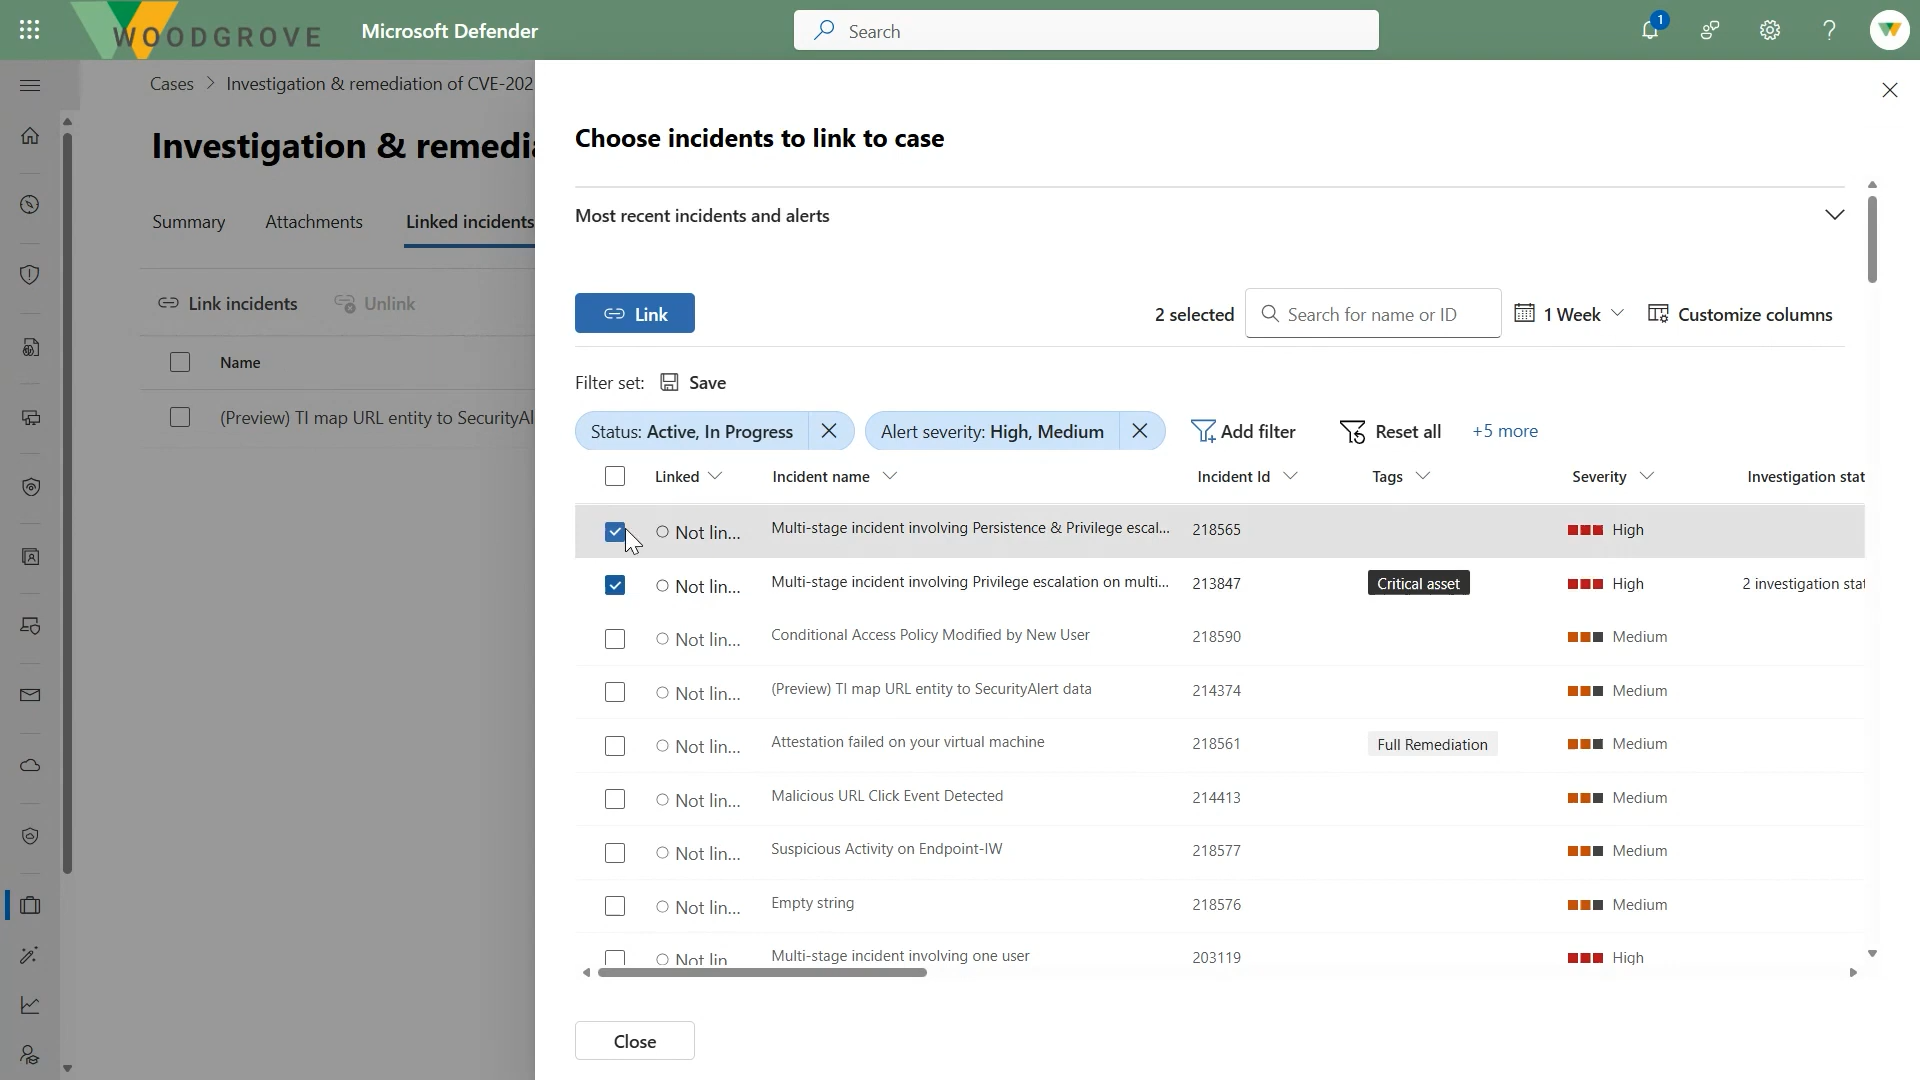 WOODGROVE
Microsoft Defender
Search
1
Cases > Investigation & remediation of CVE-202
Investigation & remedi
Summary
Attachments
Linked incidents
Link incidents
Unlink
Name
(Preview) TI map URL entity to SecurityAl
Choose incidents to link to case
Most recent incidents and alerts
Link
2 selected
Search for name or ID
1 Week
Customize columns
Filter set:
Save
Status: Active, In Progress
Alert severity: High, Medium
Add filter
Reset all
+5 more
Linked Incident name Incident Id Tags Severity Investigation stat
Not lin... Multi-stage incident involving Persistence & Privilege escal... 218565 High
Not lin... Multi-stage incident involving Privilege escalation on multi... 213847 Critical asset High 2 investigation stat
Not lin... Conditional Access Policy Modified by New User 218590 Medium
Not lin... (Preview) TI map URL entity to SecurityAlert data 214374 Medium
Not lin... Attestation failed on your virtual machine 218561 Full Remediation Medium
Not lin... Malicious URL Click Event Detected 214413 Medium
Not lin... Suspicious Activity on Endpoint-IW 218577 Medium
Not lin... Empty string 218576 Medium
Not lin Multi-stage incident involving one user 203119 High
Close